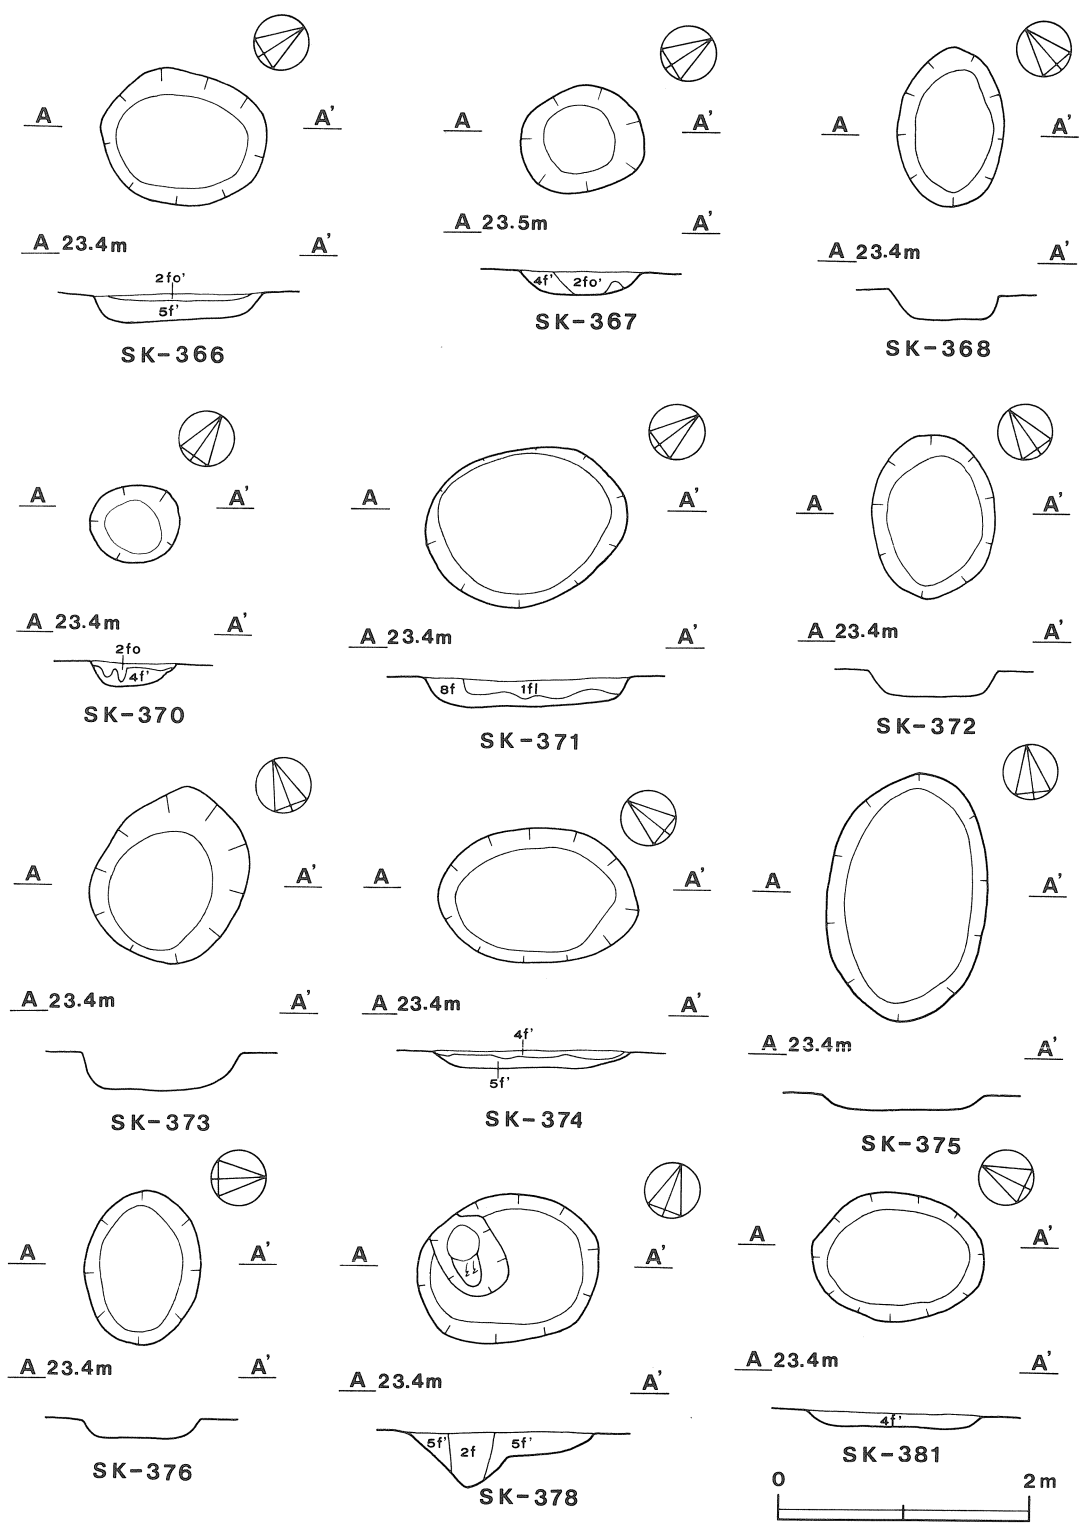 A A'
A 23.4m A'
2fo'
5f'
SK-366
A A'
A 23.5m A'
4f' 2fo'
SK-367
A A'
A 23.4m A'
SK-368
A A'
A 23.4m A'
2fo
4f'
SK-370
A A'
A 23.4m A'
8f 1fl
SK-371
A A'
A 23.4m A'
SK-372
A A'
A 23.4m A'
SK-373
A A'
A 23.4m A'
4f'
5f'
SK-374
A A'
A 23.4m A'
SK-375
A A'
A 23.4m A'
SK-376
A A'
A 23.4m A'
5f' 2f 5f'
SK-378
A A'
A 23.4m A'
4f'
SK-381
0 2m